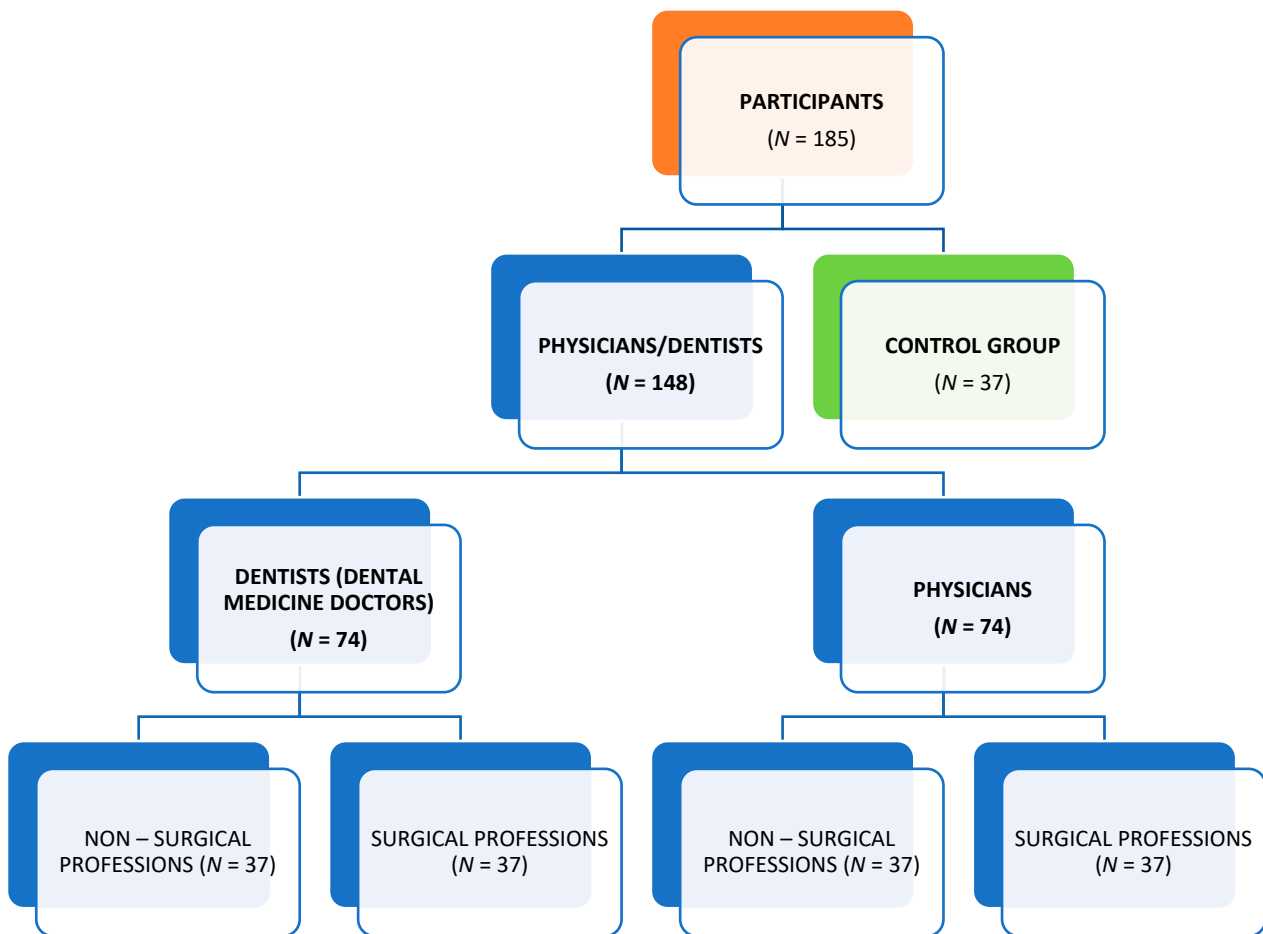 PARTICIPANTS
(N = 185)
PHYSICIANS/DENTISTS
(N = 148)
CONTROL GROUP
(N = 37)
DENTISTS (DENTAL
MEDICINE DOCTORS)
(N = 74)
PHYSICIANS
(N = 74)
NON – SURGICAL
PROFESSIONS (N = 37)
SURGICAL PROFESSIONS
(N = 37)
NON – SURGICAL
PROFESSIONS (N = 37)
SURGICAL PROFESSIONS
(N = 37)